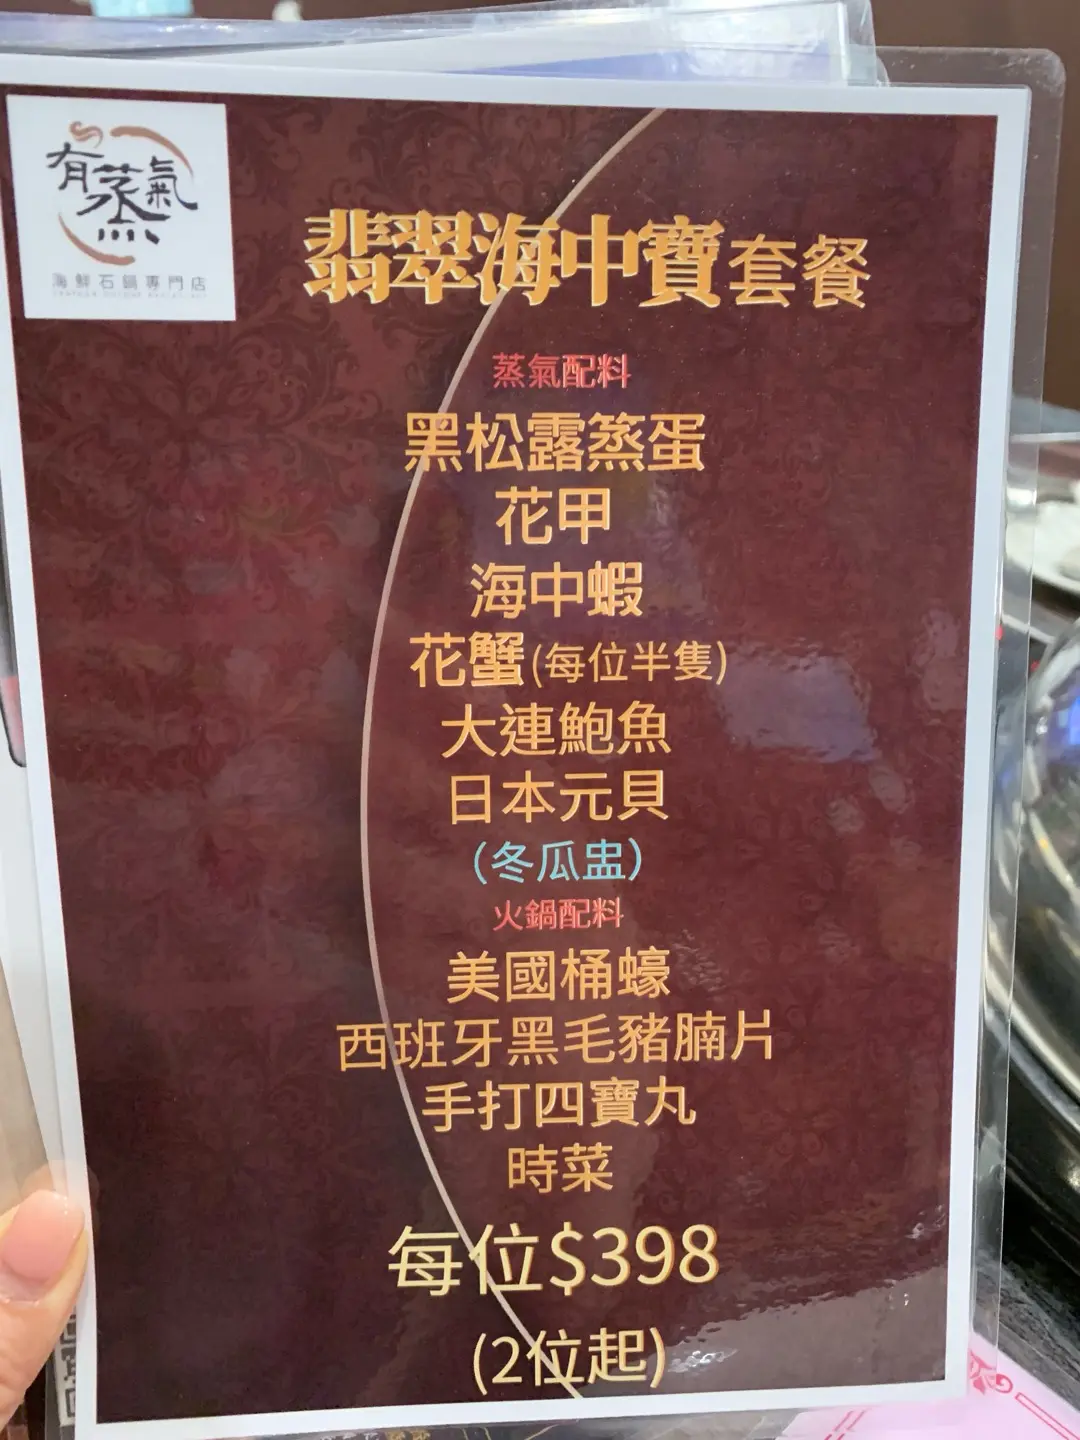 有蒸氣
海鮮石鍋專門店
翡翠海中寶套餐
蒸氣配料
黑松露蒸蛋
花甲
海中蝦
花蟹(每位半隻)
大連鮑魚
日本元貝
(冬瓜盅)
火鍋配料
美國桶蠔
西班牙黑毛豬腩片
手打四寶丸
時菜
每位$398
(2位起)